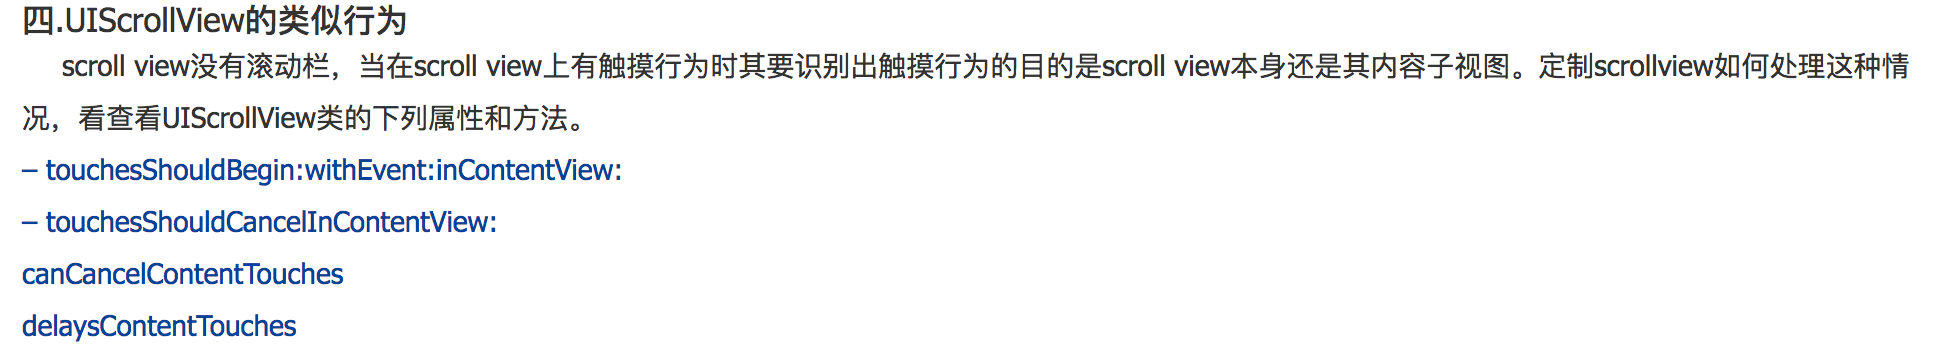 四.UIScrollView的类似行为
scroll view没有滚动栏，当在scroll view上有触摸行为时其要识别出触摸行为的目的是scroll view本身还是其内容子视图。定制scrollview如何处理这种情
况，看查看UIScrollView类的下列属性和方法。
– touchesShouldBegin:withEvent:inContentView:
– touchesShouldCancelInContentView:
canCancelContentTouches
delaysContentTouches